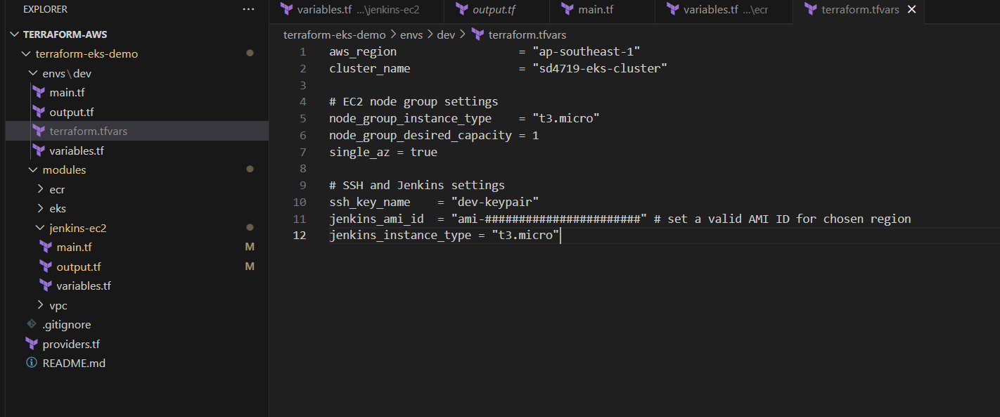 EXPLORER
TERRAFORM-AWS
terraform-eks-demo
envs\dev
main.tf
output.tf
terraform.tfvars
variables.tf
modules
ecr
eks
jenkins-ec2
main.tf M
output.tf M
variables.tf
vpc
.gitignore
providers.tf
README.md
variables.tf ...\jenkins-ec2
output.tf
main.tf
variables.tf ...\ecr
terraform.tfvars
terraform-eks-demo > envs > dev > terraform.tfvars
1 aws_region = "ap-southeast-1"
2 cluster_name = "sd4719-eks-cluster"
3
4 # EC2 node group settings
5 node_group_instance_type = "t3.micro"
6 node_group_desired_capacity = 1
7 single_az = true
8
9 # SSH and Jenkins settings
10 ssh_key_name = "dev-keypair"
11 jenkins_ami_id = "ami-#######################" # set a valid AMI ID for chosen region
12 jenkins_instance_type = "t3.micro"